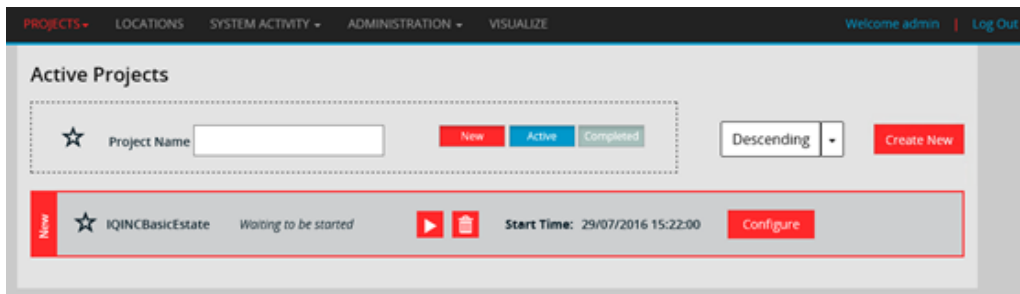 PROJECTS LOCATIONS SYSTEM ACTIVITY ADMINISTRATION VISUALIZE Welcome admin | Log Out
Active Projects
Project Name New Active Completed Descending Create New
New IQINCBasicEstate Waiting to be started Start Time: 29/07/2016 15:22:00 Configure